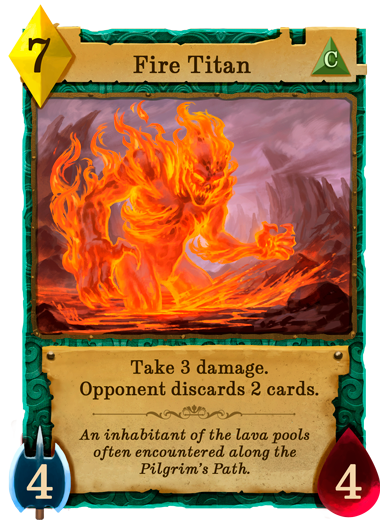 7
Fire Titan
C
Take 3 damage.
Opponent discards 2 cards.
An inhabitant of the lava pools
often encountered along the
Pilgrim's Path.
4
4